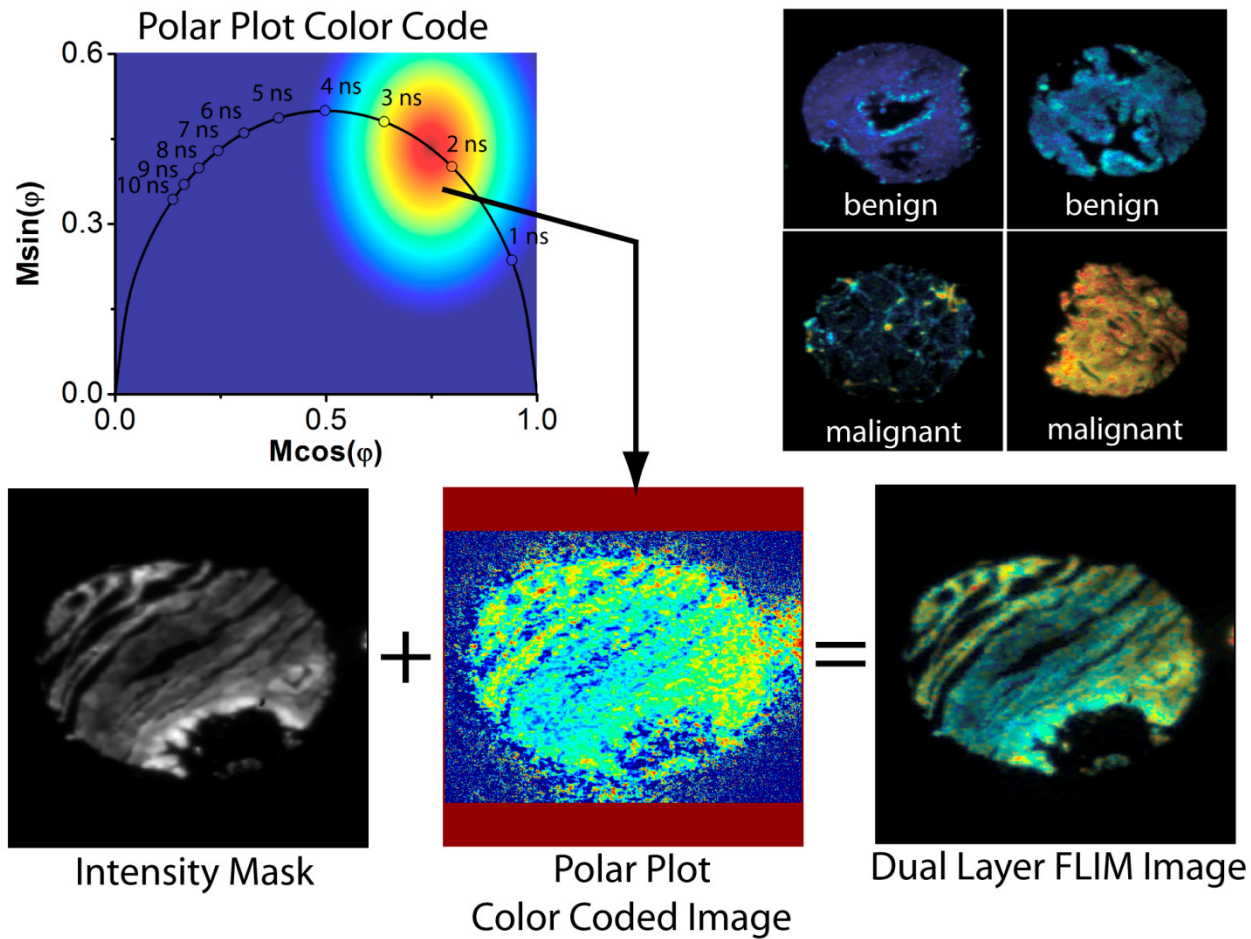 Polar Plot Color Code
0.6
0.3
0.0
Msin(φ)
10 ns
9 ns
8 ns
7 ns
6 ns
5 ns
4 ns
3 ns
2 ns
1 ns
0.0 0.5 1.0
Mcos(φ)
benign
benign
malignant
malignant
+
=
Intensity Mask
Polar Plot
Color Coded Image
Dual Layer FLIM Image